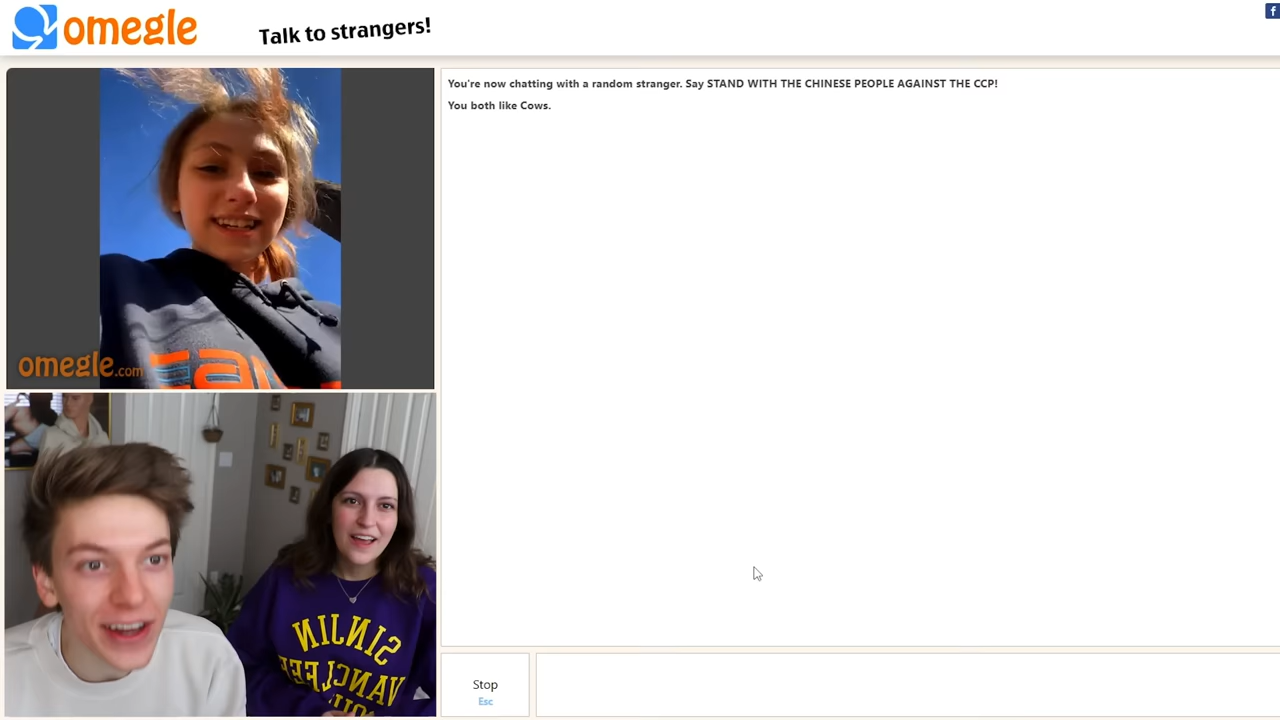 omegle
Talk to strangers!
f
You're now chatting with a random stranger. Say STAND WITH THE CHINESE PEOPLE AGAINST THE CCP!
You both like Cows.
omegle.com
SINJIN
Stop
Esc